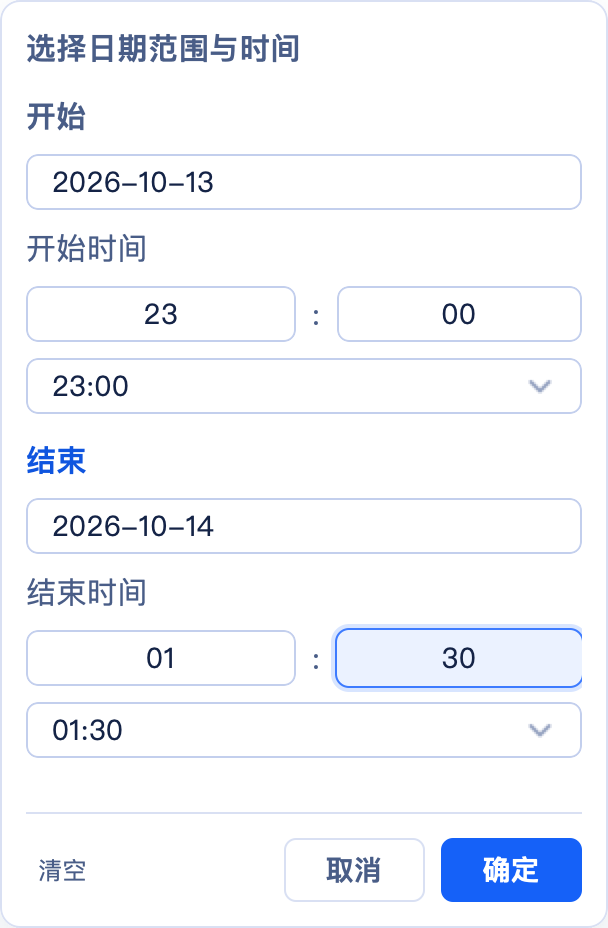 选择日期范围与时间
开始
2026–10–13
开始时间
23 : 00
23:00
结束
2026–10–14
结束时间
01 : 30
01:30
清空 取消 确定